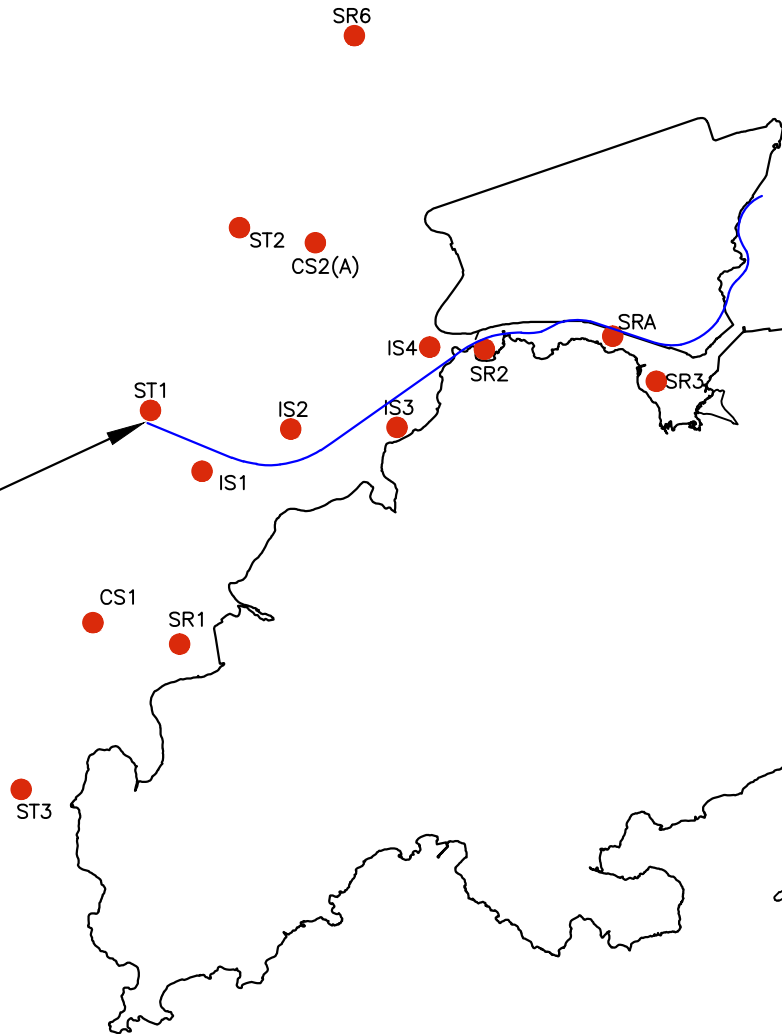 SR6
ST2
CS2(A)
SRA
IS4
SR2
SR3
ST1
IS2
IS3
IS1
CS1
SR1
ST3